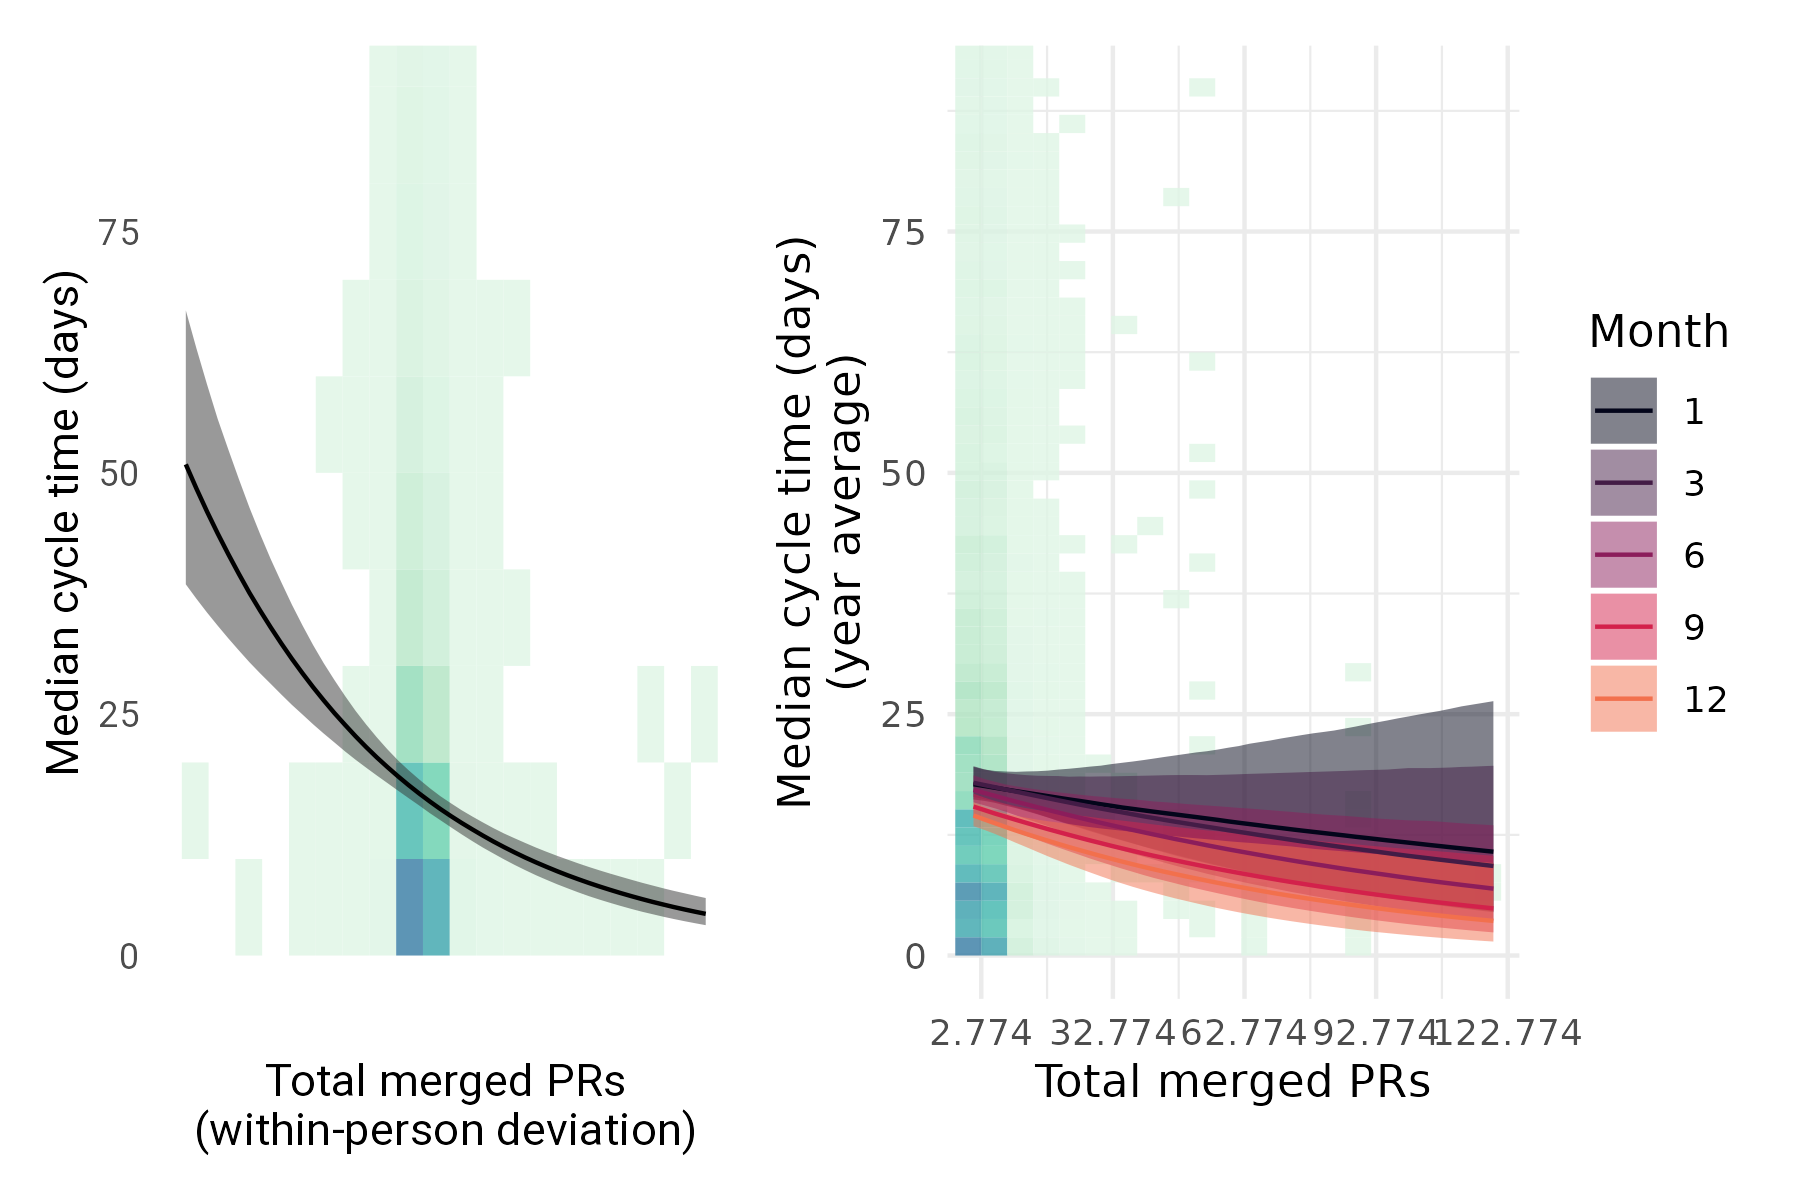 Median cycle time (days)
75
50
25
0
Total merged PRs
(within-person deviation)
Median cycle time (days)
(year average)
75
50
25
0
2.774 32.774 62.774 92.774 122.774
Total merged PRs
Month
1
3
6
9
12